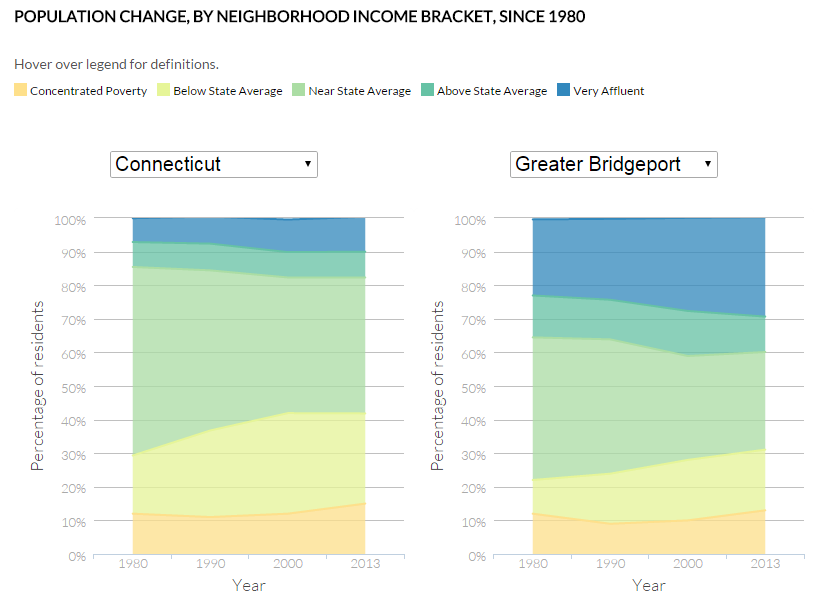 POPULATION CHANGE, BY NEIGHBORHOOD INCOME BRACKET, SINCE 1980
Hover over legend for definitions.
Concentrated Poverty Below State Average Near State Average Above State Average Very Affluent
Connecticut
100%
90%
80%
70%
60%
50%
40%
30%
20%
10%
0%
Percentage of residents
1980 1990 2000 2013
Year
Greater Bridgeport
100%
90%
80%
70%
60%
50%
40%
30%
20%
10%
0%
Percentage of residents
1980 1990 2000 2013
Year